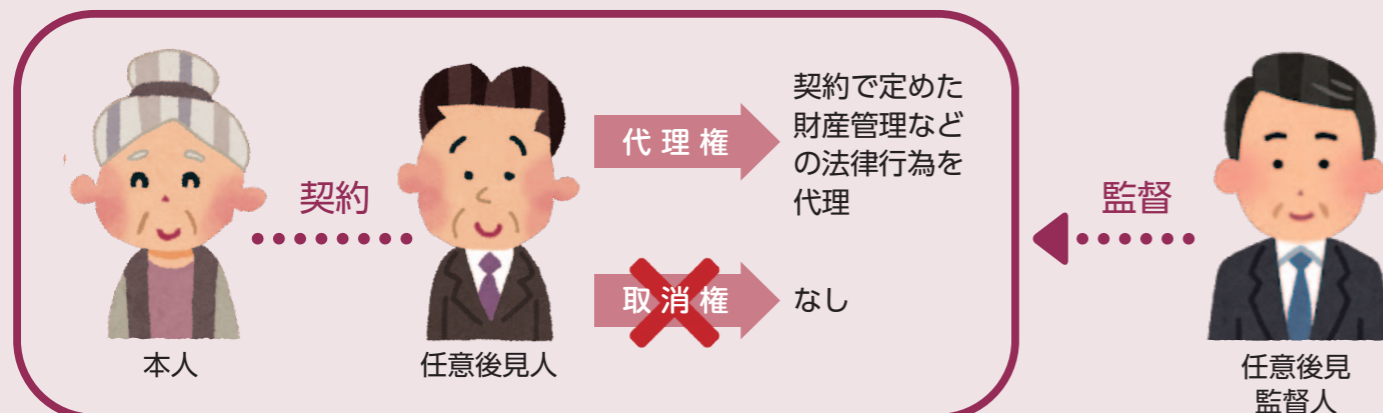 契約
代理権
契約で定めた
財産管理など
の法律行為を
代理
取消権
なし
監督
本人
任意後見人
任意後見
監督人